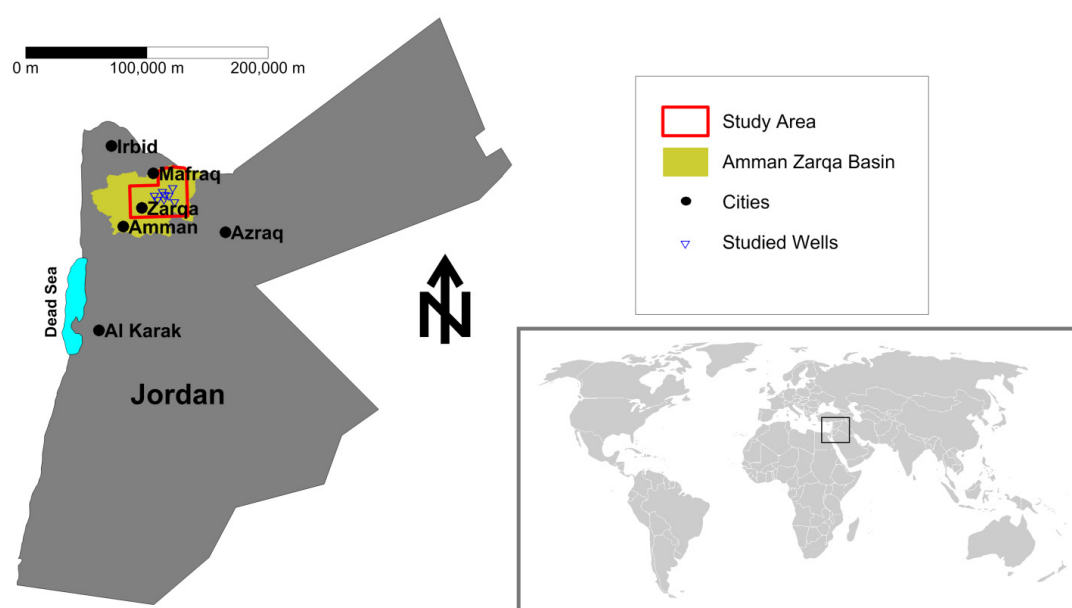 0 m 100,000 m 200,000 m
Irbid
Mafraq
Zarqa
Amman
Azraq
Dead Sea
Al Karak
Jordan
N
Study Area
Amman Zarqa Basin
Cities
Studied Wells